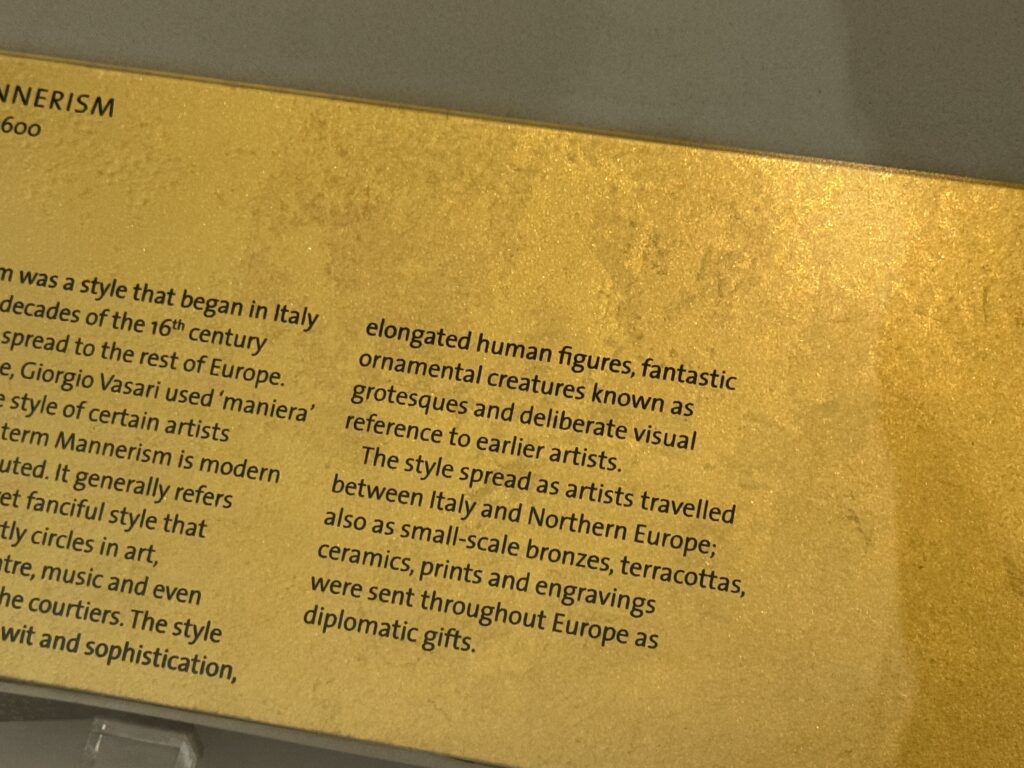 NNERISM
600
m was a style that began in Italy
decades of the 16th century
spread to the rest of Europe.
e, Giorgio Vasari used ‘maniera’
e style of certain artists
term Mannerism is modern
uted. It generally refers
et fanciful style that
tly circles in art,
tre, music and even
he courtiers. The style
wit and sophistication,
elongated human figures, fantastic
ornamental creatures known as
grotesques and deliberate visual
reference to earlier artists.
The style spread as artists travelled
between Italy and Northern Europe;
also as small-scale bronzes, terracottas,
ceramics, prints and engravings
were sent throughout Europe as
diplomatic gifts.